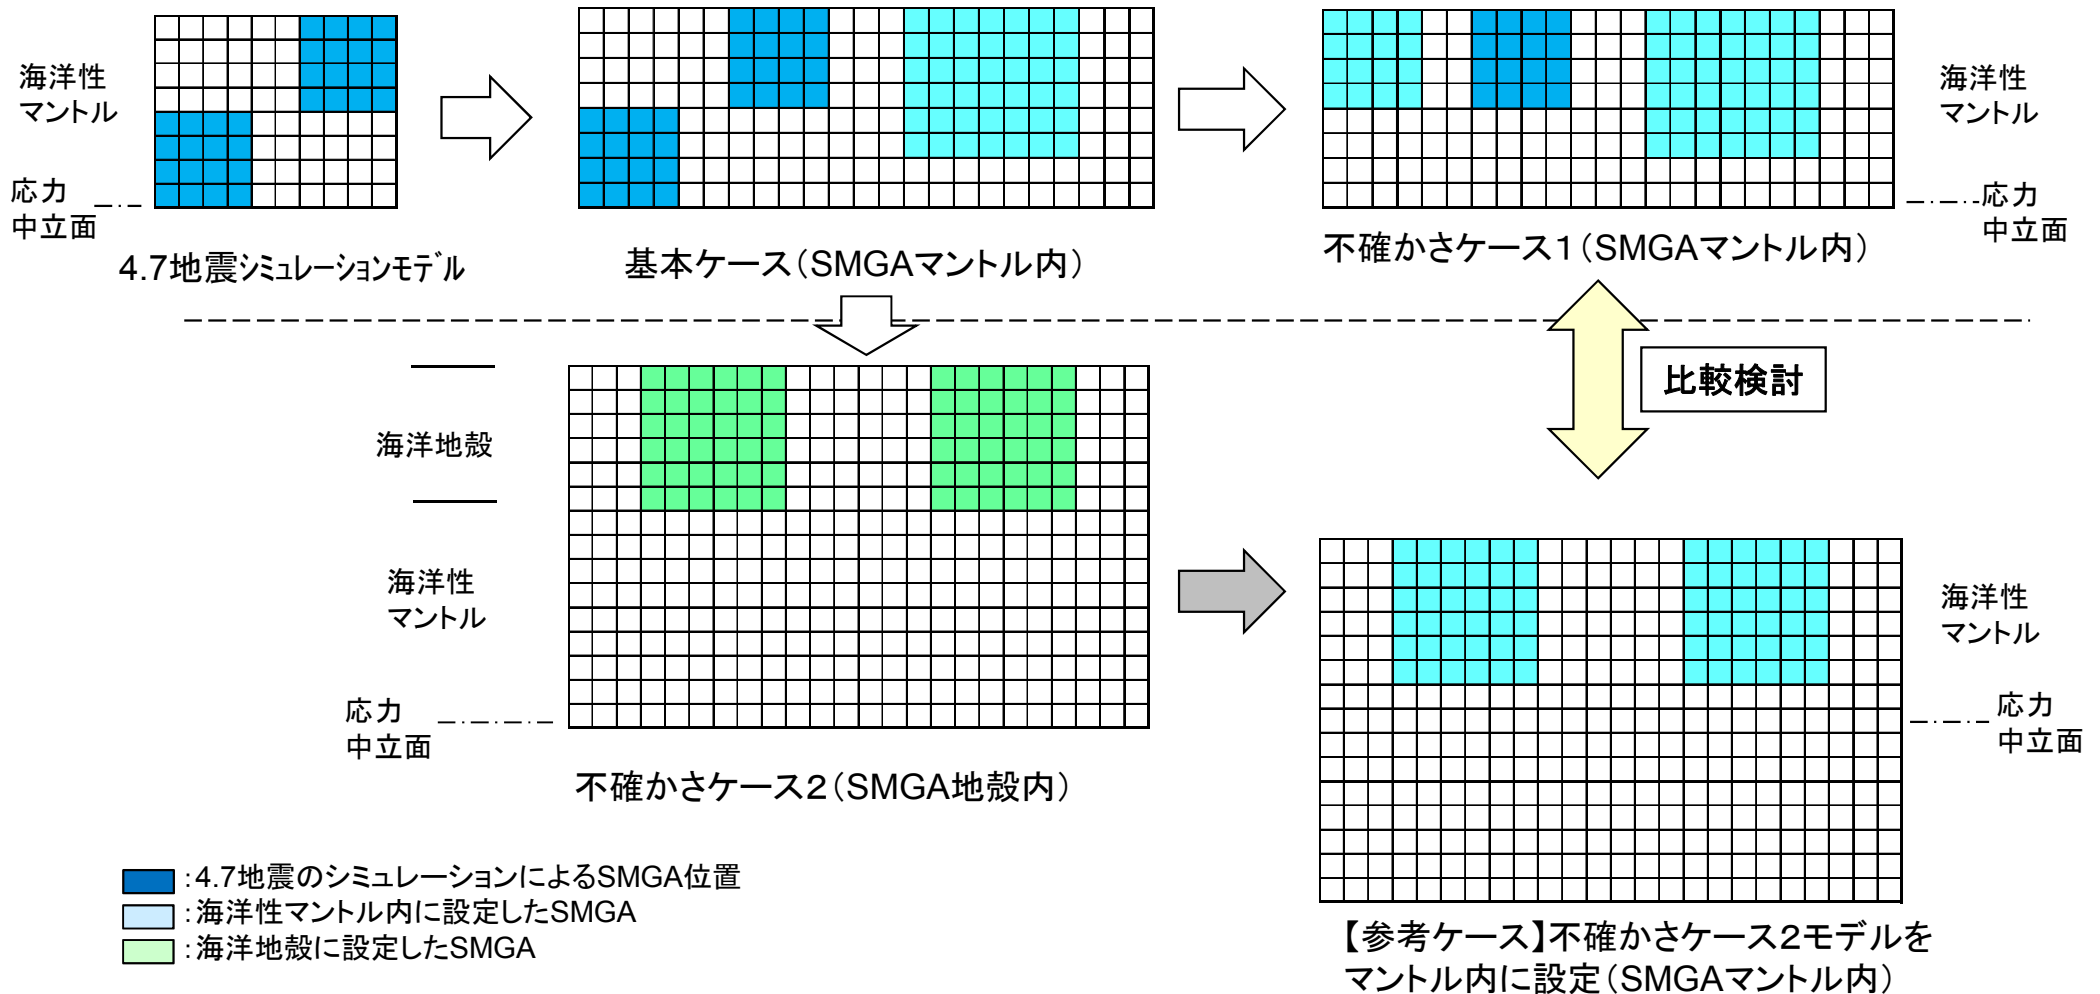 海洋性
マントル
応力
中立面
4.7地震シミュレーションモデル
基本ケース（SMGAマントル内）
不確かさケース1（SMGAマントル内）
海洋性
マントル
応力
中立面
比較検討
海洋地殻
海洋性
マントル
応力
中立面
不確かさケース2（SMGA地殻内）
海洋性
マントル
応力
中立面
【参考ケース】不確かさケース2モデルを
マントル内に設定（SMGAマントル内）
：4.7地震のシミュレーションによるSMGA位置
：海洋性マントル内に設定したSMGA
：海洋地殻に設定したSMGA